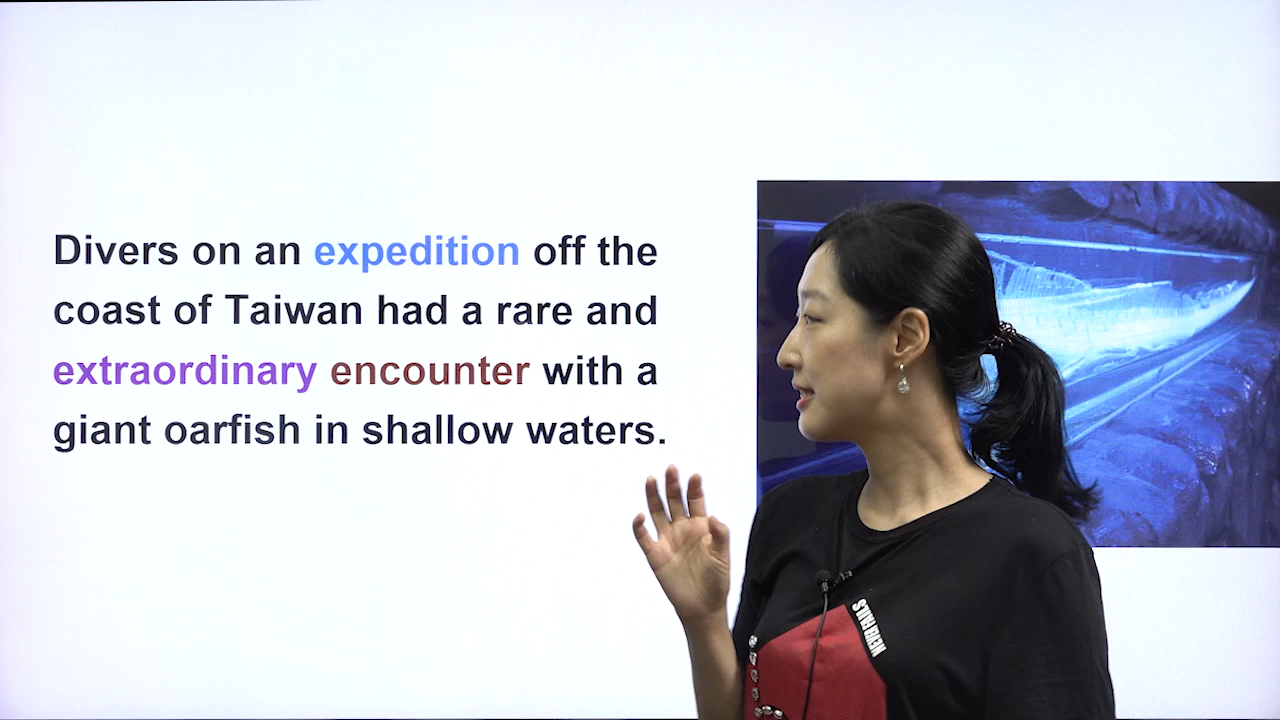 Divers on an expedition off the
coast of Taiwan had a rare and
extraordinary encounter with a
giant oarfish in shallow waters.